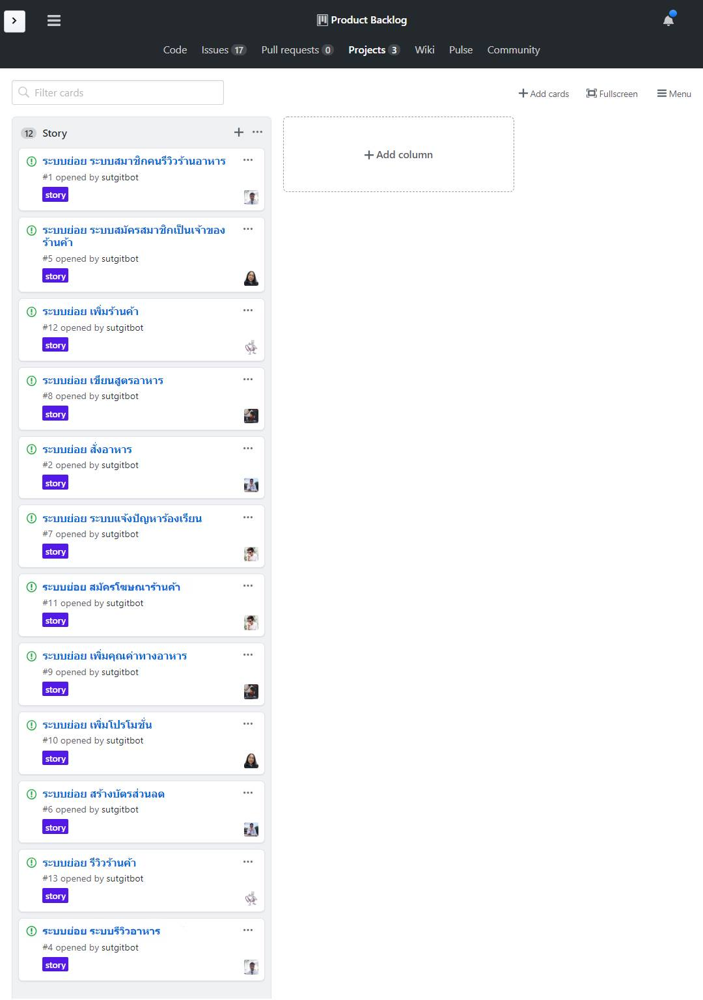 Product Backlog
Code Issues 17 Pull requests 0 Projects 3 Wiki Pulse Community
Filter cards
Add cards Fullscreen Menu
12 Story
Add column
ระบบย่อย ระบบสมาชิกคนรีวิวร้านอาหาร
#1 opened by sutgitbot
story
ระบบย่อย ระบบสมัครสมาชิกเป็นเจ้าของ
ร้านค้า
#5 opened by sutgitbot
story
ระบบย่อย เพิ่มร้านค้า
#12 opened by sutgitbot
story
ระบบย่อย เขียนสูตรอาหาร
#8 opened by sutgitbot
story
ระบบย่อย สั่งอาหาร
#2 opened by sutgitbot
story
ระบบย่อย ระบบแจ้งปัญหาร้องเรียน
#7 opened by sutgitbot
story
ระบบย่อย สมัครโฆษณาร้านค้า
#11 opened by sutgitbot
story
ระบบย่อย เพิ่มคุณค่าทางอาหาร
#9 opened by sutgitbot
story
ระบบย่อย เพิ่มโปรโมชั่น
#10 opened by sutgitbot
story
ระบบย่อย สร้างบัตรส่วนลด
#6 opened by sutgitbot
story
ระบบย่อย รีวิวร้านค้า
#13 opened by sutgitbot
story
ระบบย่อย ระบบรีวิวอาหาร
#4 opened by sutgitbot
story